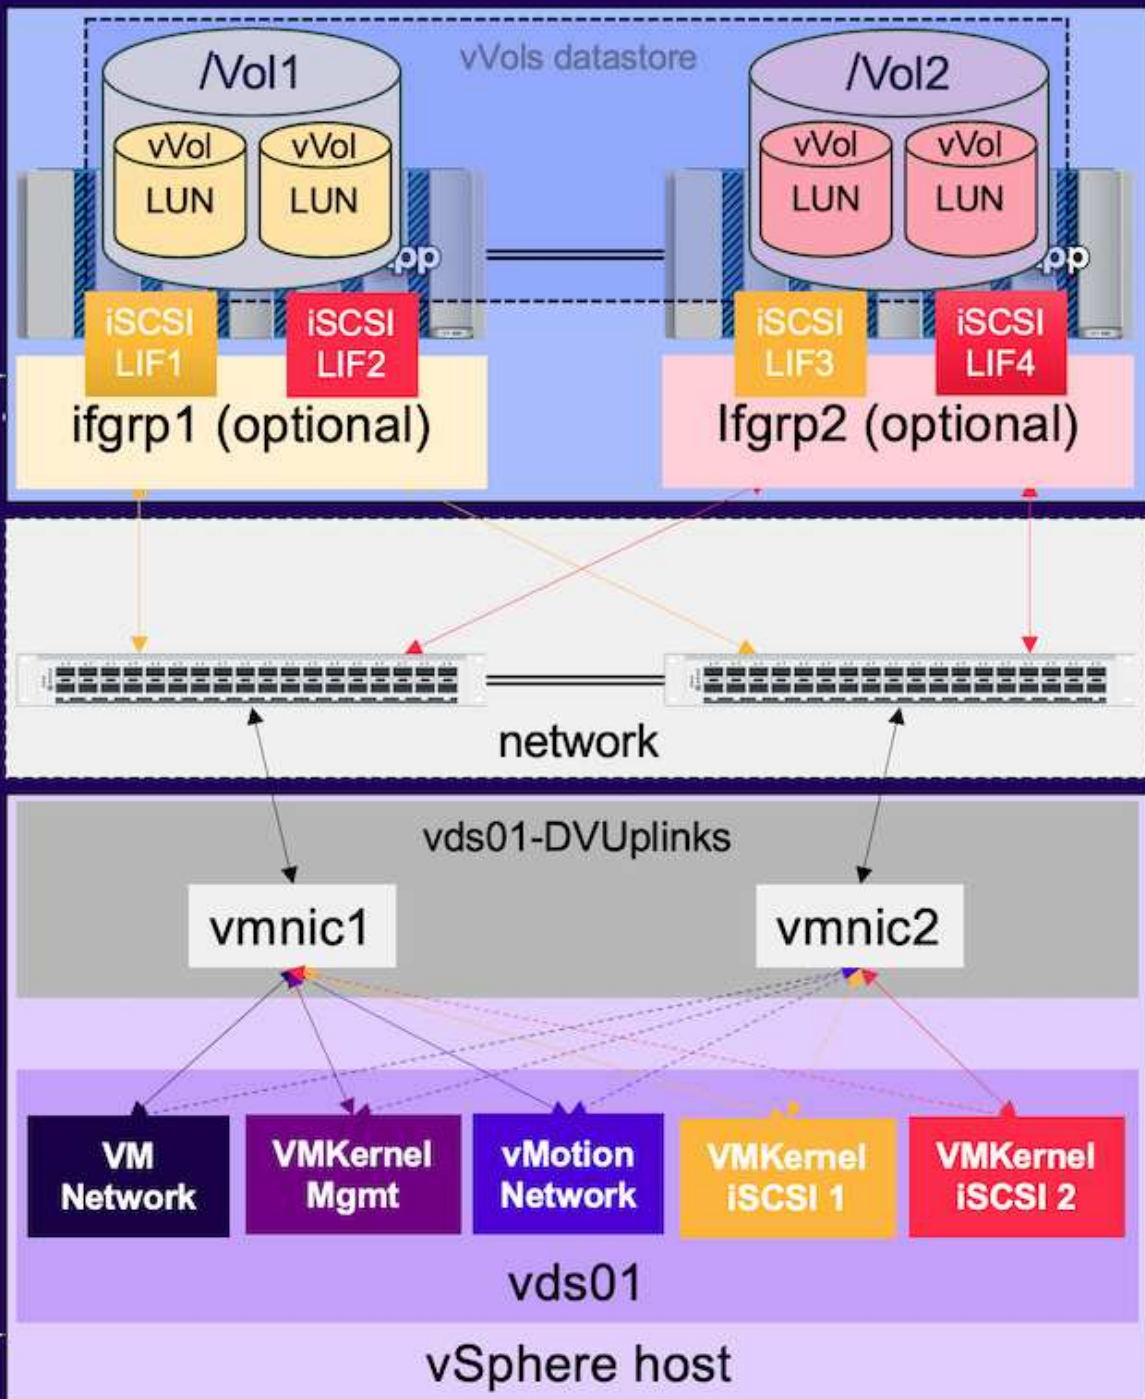 vVols datastore
/Vol1
/Vol2
vVol
LUN
vVol
LUN
vVol
LUN
vVol
LUN
pp
pp
iSCSI
LIF1
iSCSI
LIF2
iSCSI
LIF3
iSCSI
LIF4
ifgrp1 (optional)
Ifgrp2 (optional)
network
vds01-DVUplinks
vmnic1
vmnic2
VM
Network
VMKernel
Mgmt
vMotion
Network
VMKernel
iSCSI 1
VMKernel
iSCSI 2
vds01
vSphere host